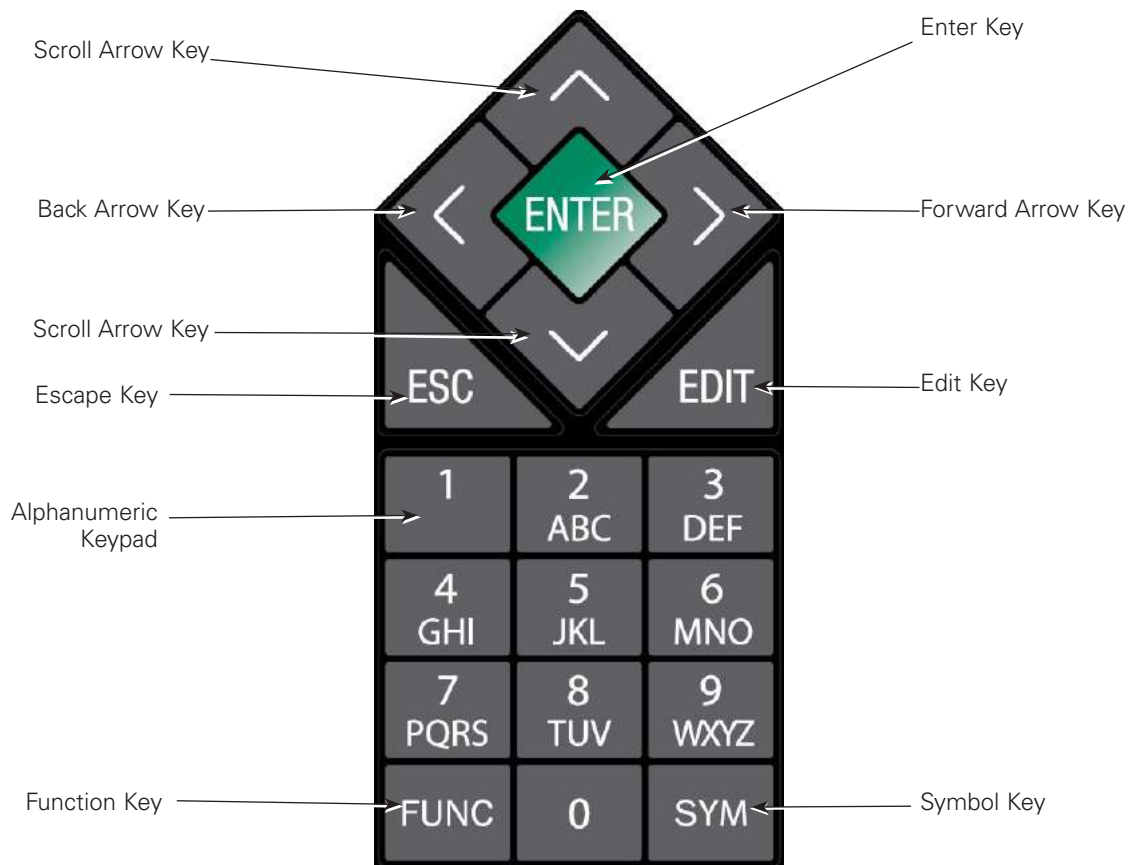 Enter Key
Scroll Arrow Key
Back Arrow Key
ENTER
Forward Arrow Key
Scroll Arrow Key
Escape Key
ESC
EDIT
Edit Key
1
2
3
ABC
DEF
Alphanumeric
Keypad
4
5
6
GHI
JKL
MNO
7
8
9
PQRS
TUV
WXYZ
Function Key
FUNC
0
SYM
Symbol Key